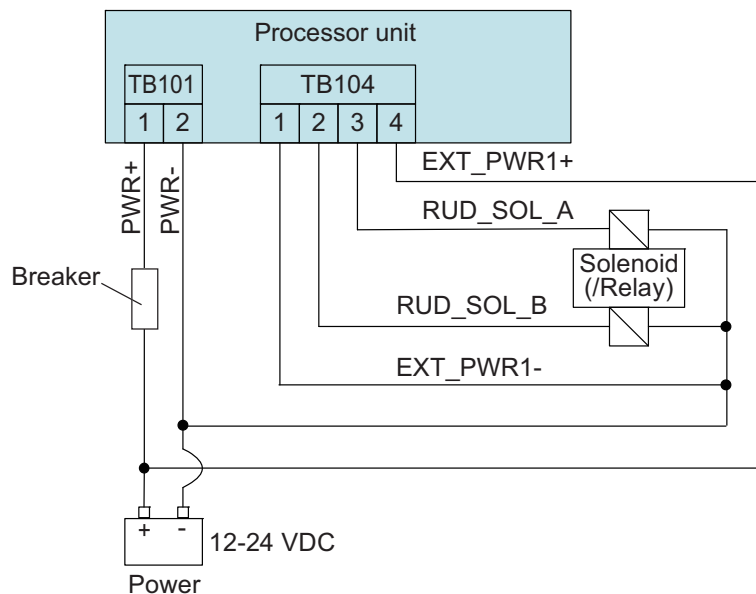 Processor unit
TB101
TB104
1 2
1 2 3 4
PWR+
PWR-
EXT_PWR1+
RUD_SOL_A
Solenoid
(/Relay)
Breaker
RUD_SOL_B
EXT_PWR1-
+ -
12-24 VDC
Power